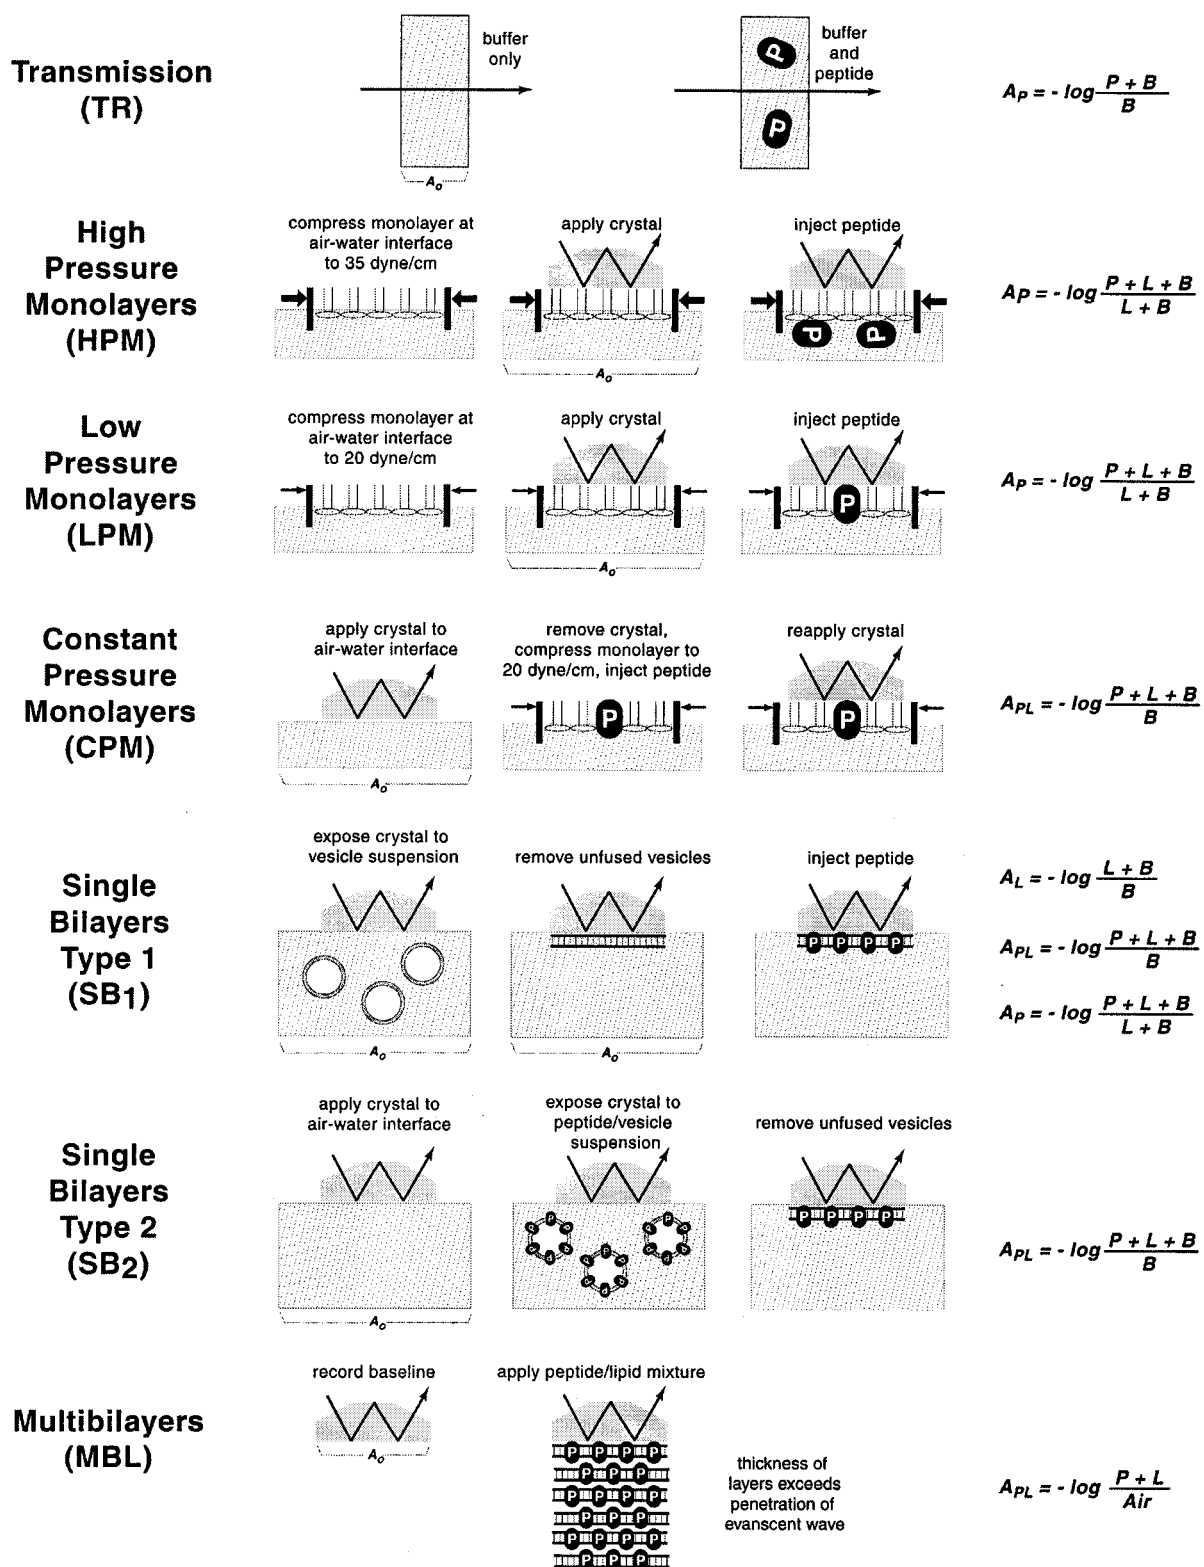 Transmission
(TR)
buffer
only
A₀
buffer
and
peptide
P
P
A_P = - log (P + B) / B
High
Pressure
Monolayers
(HPM)
compress monolayer at
air-water interface
to 35 dyne/cm
apply crystal
A₀
inject peptide
P
P
A_P = - log (P + L + B) / (L + B)
Low
Pressure
Monolayers
(LPM)
compress monolayer at
air-water interface
to 20 dyne/cm
apply crystal
A₀
inject peptide
P
A_P = - log (P + L + B) / (L + B)
Constant
Pressure
Monolayers
(CPM)
apply crystal to
air-water interface
A₀
remove crystal,
compress monolayer to
20 dyne/cm, inject peptide
P
reapply crystal
P
A_PL = - log (P + L + B) / B
Single
Bilayers
Type 1
(SB1)
expose crystal to
vesicle suspension
A₀
remove unfused vesicles
A₀
inject peptide
P P P P
A_L = - log (L + B) / B
A_PL = - log (P + L + B) / B
A_P = - log (P + L + B) / (L + B)
Single
Bilayers
Type 2
(SB2)
apply crystal to
air-water interface
A₀
expose crystal to
peptide/vesicle
suspension
remove unfused vesicles
P P P P
A_PL = - log (P + L + B) / B
Multibilayers
(MBL)
record baseline
A₀
apply peptide/lipid mixture
P P P P
P P P
P P P P
P P P
P P P P
P P P
thickness of
layers exceeds
penetration of
evanscent wave
A_PL = - log (P + L) / Air